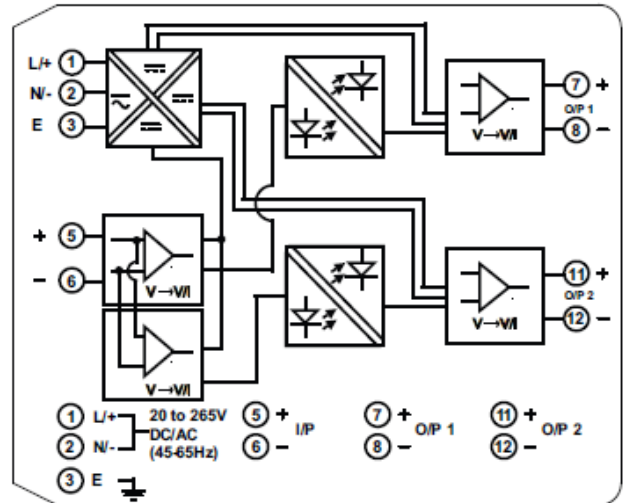 L/+ 1
N/- 2
E 3
7 +
O/P 1
8 −
V→V/I
+ 5
− 6
V→V/I
V→V/I
11 +
O/P 2
12 −
V→V/I
1 L/+
2 N/-
20 to 265V
DC/AC
(45-65Hz)
3 E
5 +
I/P
6 −
7 +
O/P 1
8 −
11 +
O/P 2
12 −